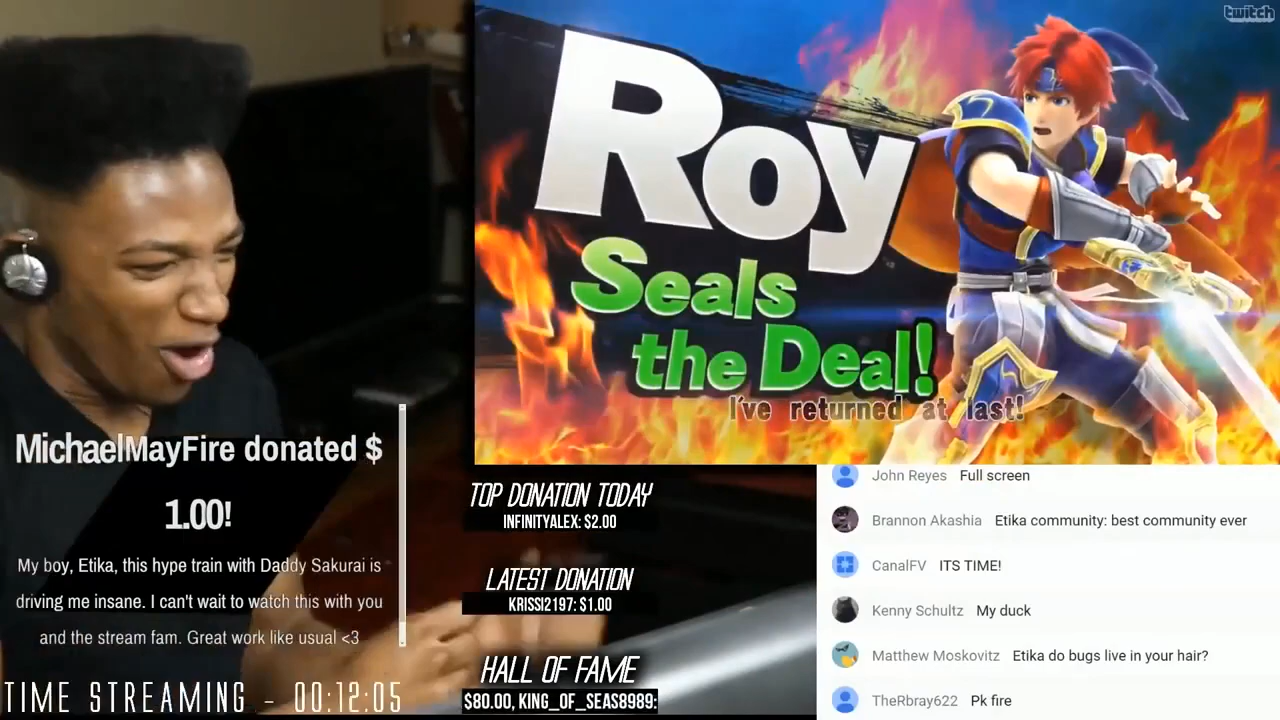 twitch
Roy
Seals
the Deal!
I've returned at last!
MichaelMayFire donated $
1.00!
My boy, Etika, this hype train with Daddy Sakurai is
driving me insane. I can't wait to watch this with you
and the stream fam. Great work like usual <3
TIME STREAMING - 00:12:05
TOP DONATION TODAY
INFINITYALEX: $2.00
LATEST DONATION
KRISSI2197: $1.00
HALL OF FAME
$80.00, KING_OF_SEAS8989:
John Reyes Full screen
Brannon Akashia Etika community: best community ever
CanalFV ITS TIME!
Kenny Schultz My duck
Matthew Moskovitz Etika do bugs live in your hair?
TheRbray622 Pk fire